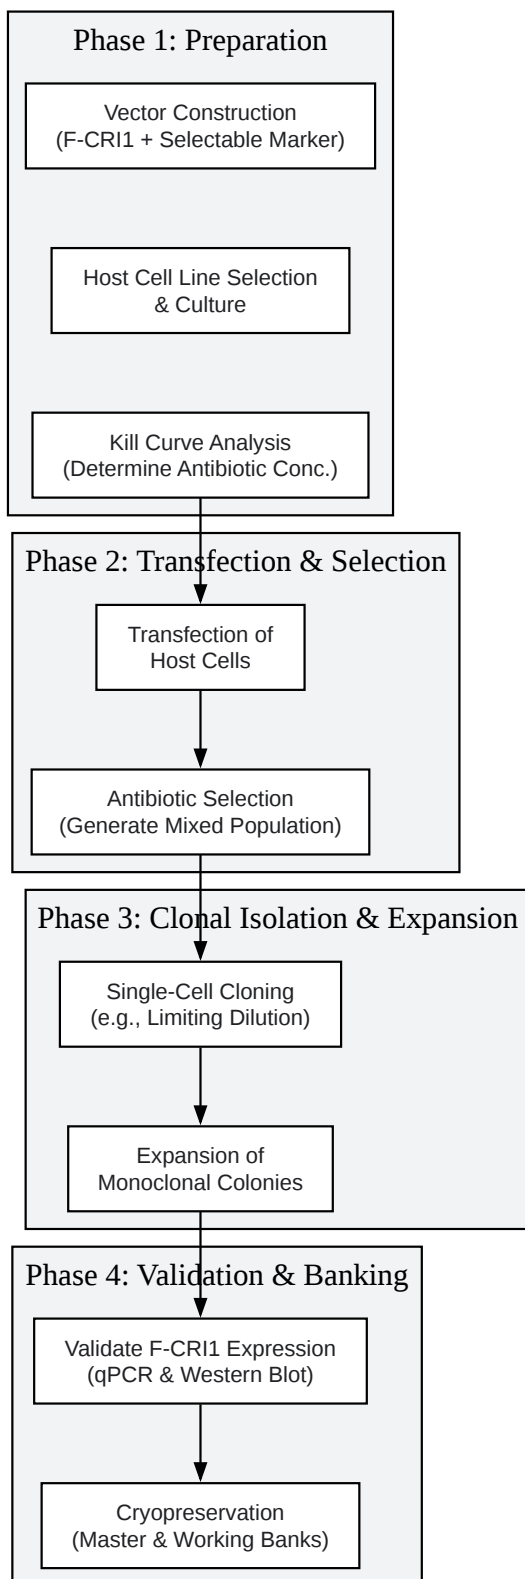 Phase 1: Preparation
Vector Construction
(F-CRI1 + Selectable Marker)
Host Cell Line Selection
& Culture
Kill Curve Analysis
(Determine Antibiotic Conc.)
Phase 2: Transfection & Selection
Transfection of
Host Cells
Antibiotic Selection
(Generate Mixed Population)
Phase 3: Clonal Isolation & Expansion
Single-Cell Cloning
(e.g., Limiting Dilution)
Expansion of
Monoclonal Colonies
Phase 4: Validation & Banking
Validate F-CRI1 Expression
(qPCR & Western Blot)
Cryopreservation
(Master & Working Banks)